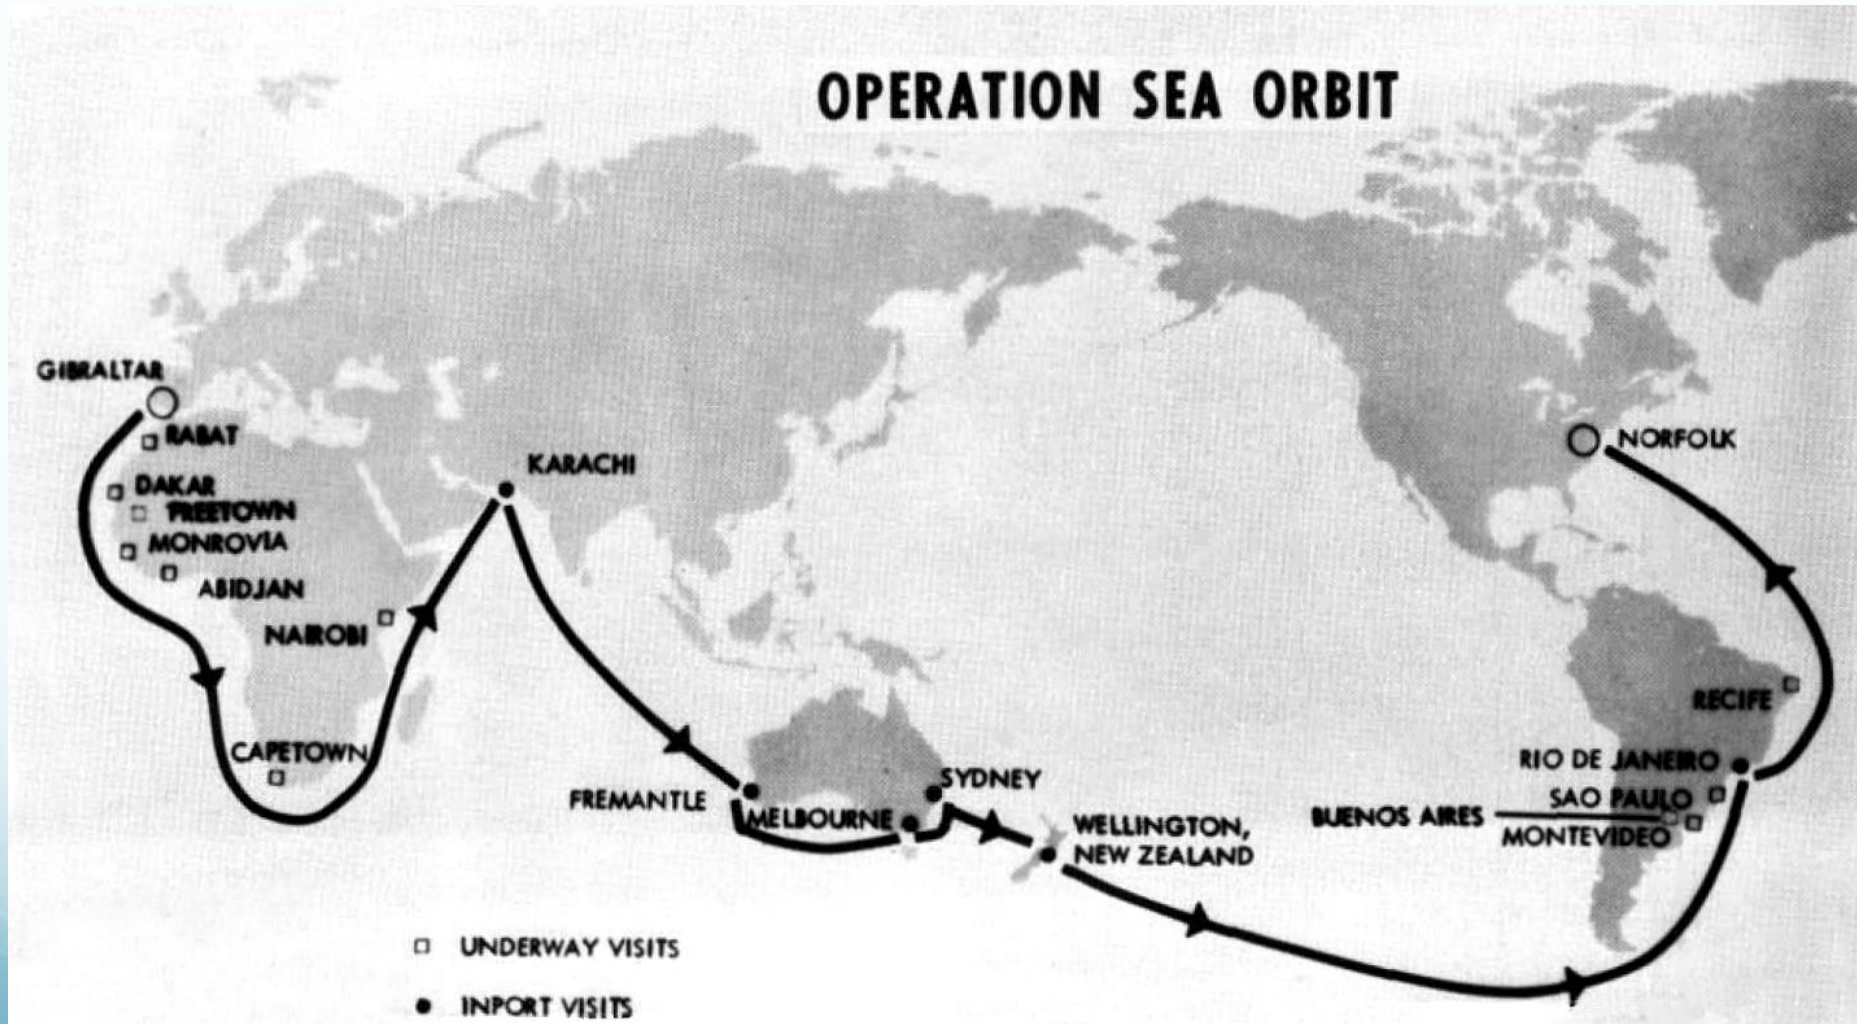 OPERATION SEA ORBIT
GIBRALTAR
RABAT
DAKAR
FREETOWN
MONROVIA
ABIDJAN
NAIROBI
CAPETOWN
KARACHI
FREMANTLE
MELBOURNE
SYDNEY
WELLINGTON,
NEW ZEALAND
NORFOLK
RECIFE
RIO DE JANEIRO
SAO PAULO
BUENOS AIRES
MONTEVIDEO
UNDERWAY VISITS
INPORT VISITS